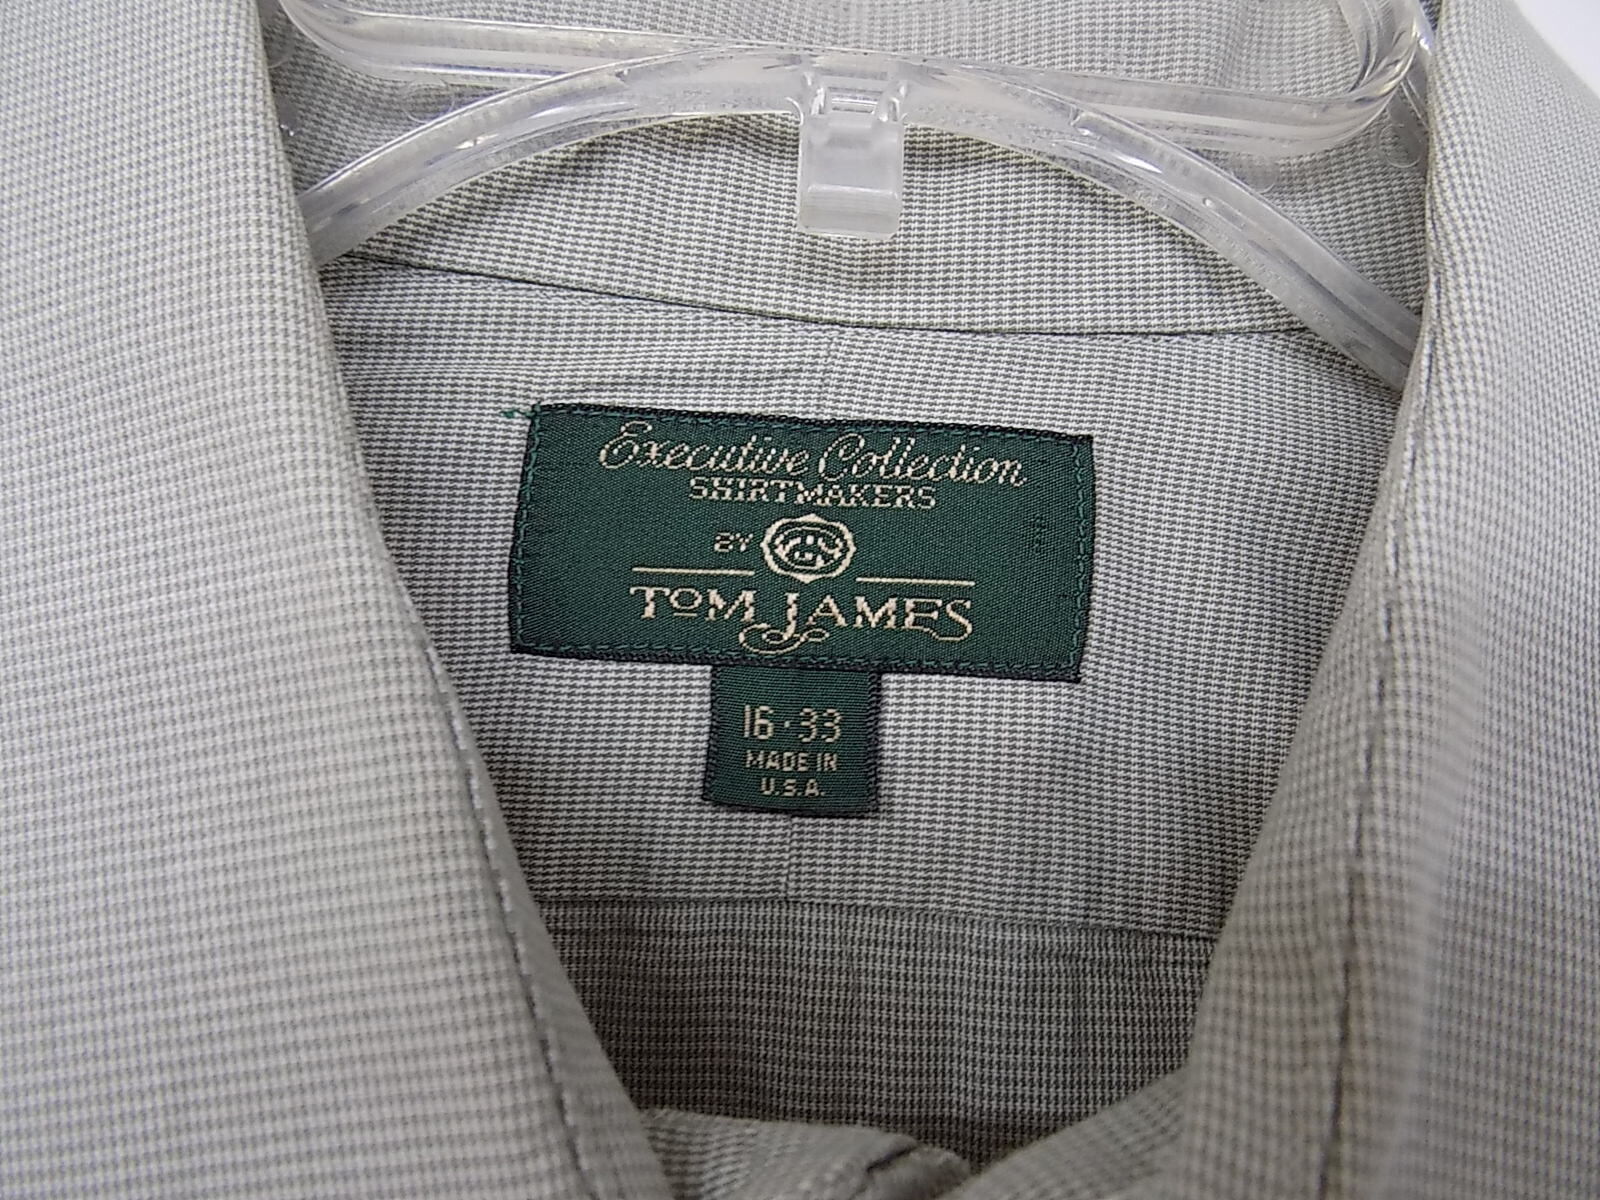 Executive Collection
SHIRTMAKERS
BY
TOM JAMES
16·33
MADE IN
U.S.A.